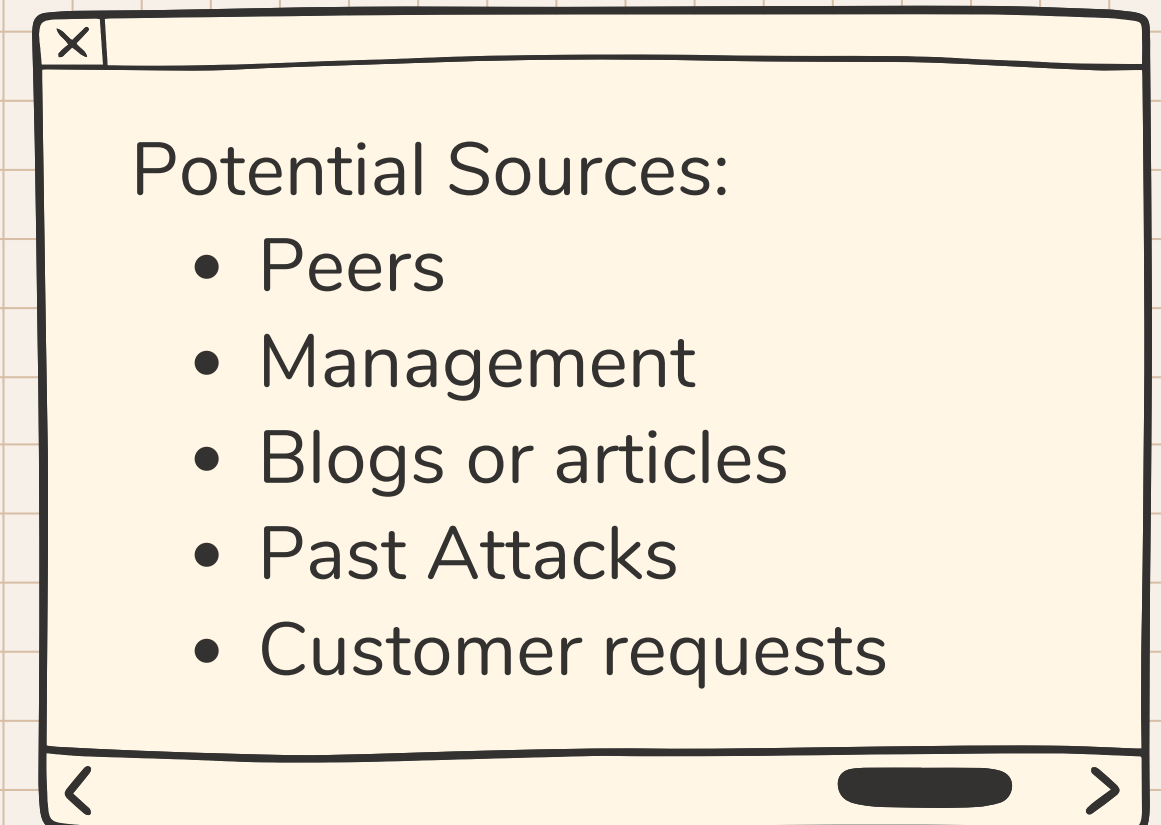 Potential Sources:
• Peers
• Management
• Blogs or articles
• Past Attacks
• Customer requests